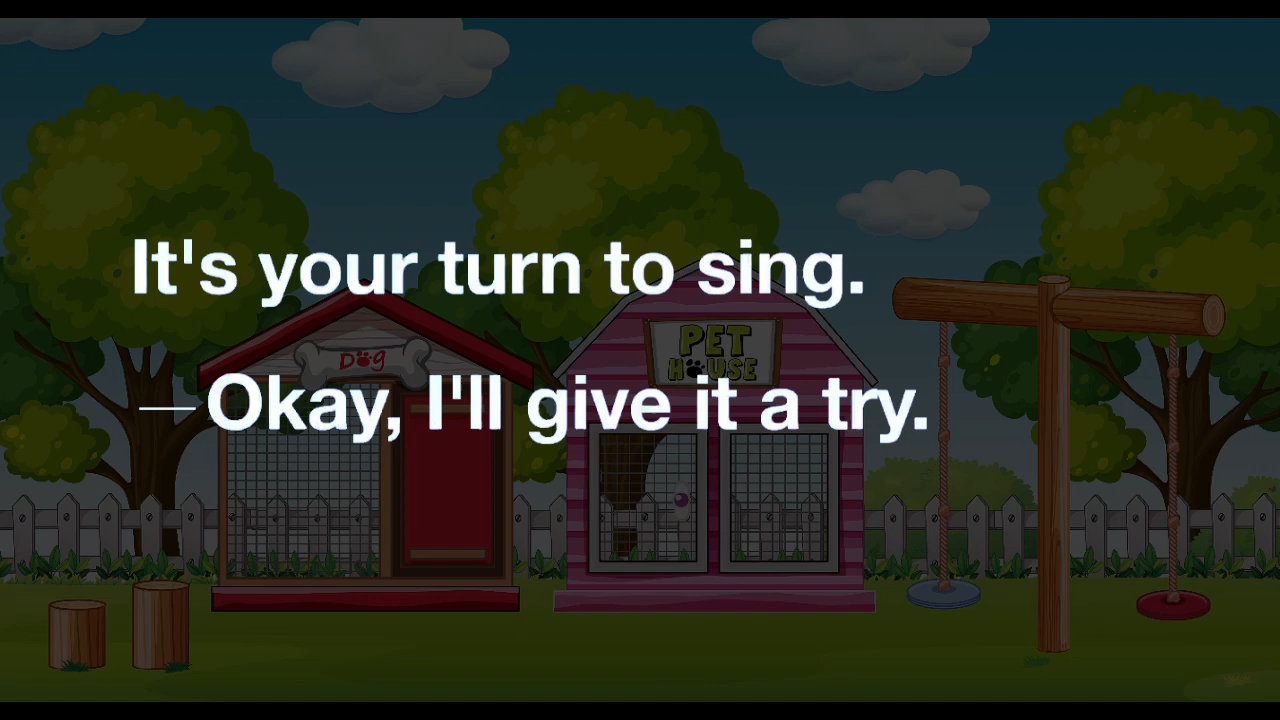 It's your turn to sing.
—Okay, I'll give it a try.
Dog
PET
HOUSE